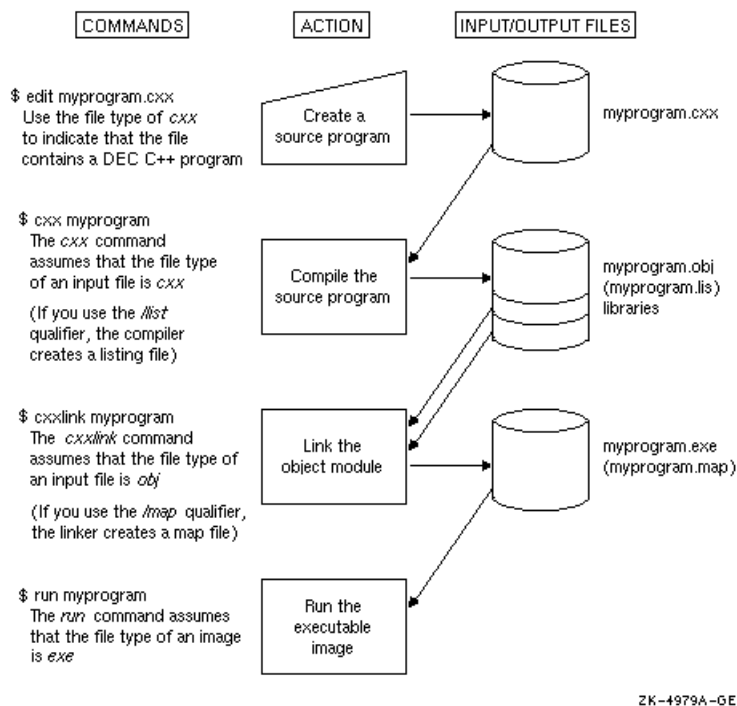 COMMANDS
ACTION
INPUT/OUTPUT FILES
$ edit myprogram.cxx
Use the file type of cxx
to indicate that the file
contains a DEC C++ program
Create a
source program
myprogram.cxx
$ cxx myprogram
The cxx command
assumes that the file type
of an input file is cxx
(If you use the /list
qualifier, the compiler
creates a listing file)
Compile the
source program
myprogram.obj
(myprogram.lis)
libraries
$ cxxlink myprogram
The cxxlink command
assumes that the file type of
an input file is obj
(If you use the /map qualifier,
the linker creates a map file)
Link the
object module
myprogram.exe
(myprogram.map)
$ run myprogram
The run command assumes
that the file type of an image
is exe
Run the
executable
image
ZK-4979A-GE